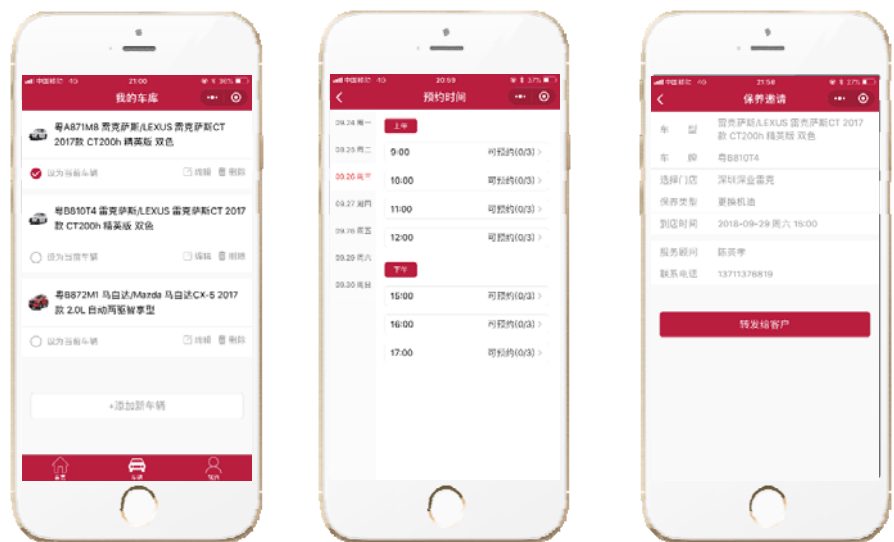 中国移动 4G 21:00 36%
我的车库
粤A871M8 雷克萨斯/LEXUS 雷克萨斯CT
2017款 CT200h 精英版 双色
设为当前车辆 编辑 删除
粤B810T4 雷克萨斯/LEXUS 雷克萨斯CT 2017
款 CT200h 精英版 双色
设为当前车辆 编辑 删除
粤B872M1 马自达/Mazda 马自达CX-5 2017
款 2.0L 自动两驱智享型
设为当前车辆 编辑 删除
+添加新车辆
首页 车辆 我的
中国移动 4G 20:59 37%
预约时间
09.24 周一
09.25 周二
09.26 周三
09.27 周四
09.28 周五
09.29 周六
09.30 周日
上午
9:00 可预约(0/3)
10:00 可预约(0/3)
11:00 可预约(0/3)
12:00 可预约(0/3)
下午
15:00 可预约(0/3)
16:00 可预约(0/3)
17:00 可预约(0/3)
中国移动 4G 21:58 27%
保养邀请
车 型 雷克萨斯/LEXUS 雷克萨斯CT 2017
款 CT200h 精英版 双色
车 牌 粤B810T4
选择门店 深圳深业雷克
保养类型 更换机油
到店时间 2018-09-29 周六 16:00
服务顾问 陈英孝
联系电话 13711376819
转发给客户